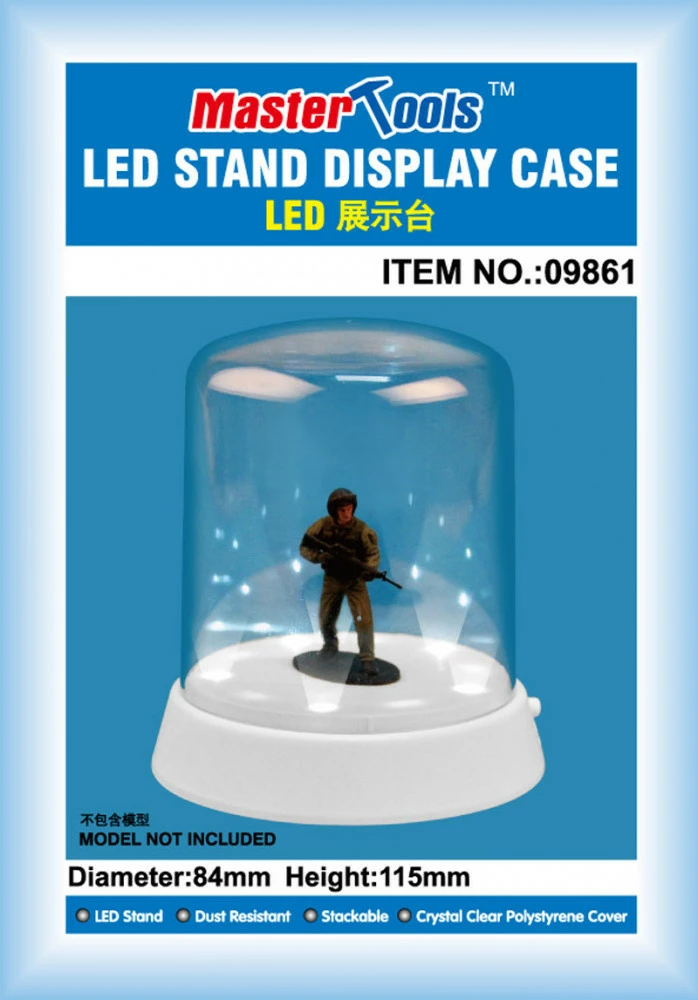 MasterTools™
LED STAND DISPLAY CASE
LED 展示台
ITEM NO.:09861
不包含模型
MODEL NOT INCLUDED
Diameter:84mm Height:115mm
LED Stand Dust Resistant Stackable Crystal Clear Polystyrene Cover